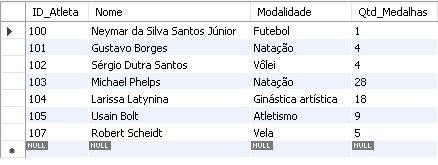 ID_Atleta Nome Modalidade Qtd_Medalhas
100 Neymar da Silva Santos Júnior Futebol 1
101 Gustavo Borges Natação 4
102 Sérgio Dutra Santos Vôlei 4
103 Michael Phelps Natação 28
104 Larissa Latynina Ginástica artística 18
105 Usain Bolt Atletismo 9
107 Robert Scheidt Vela 5
NULL NULL NULL NULL